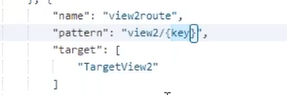 }, {
"name": "view2route",
"pattern": "view2/{key}",
"target": [
"TargetView2"
]